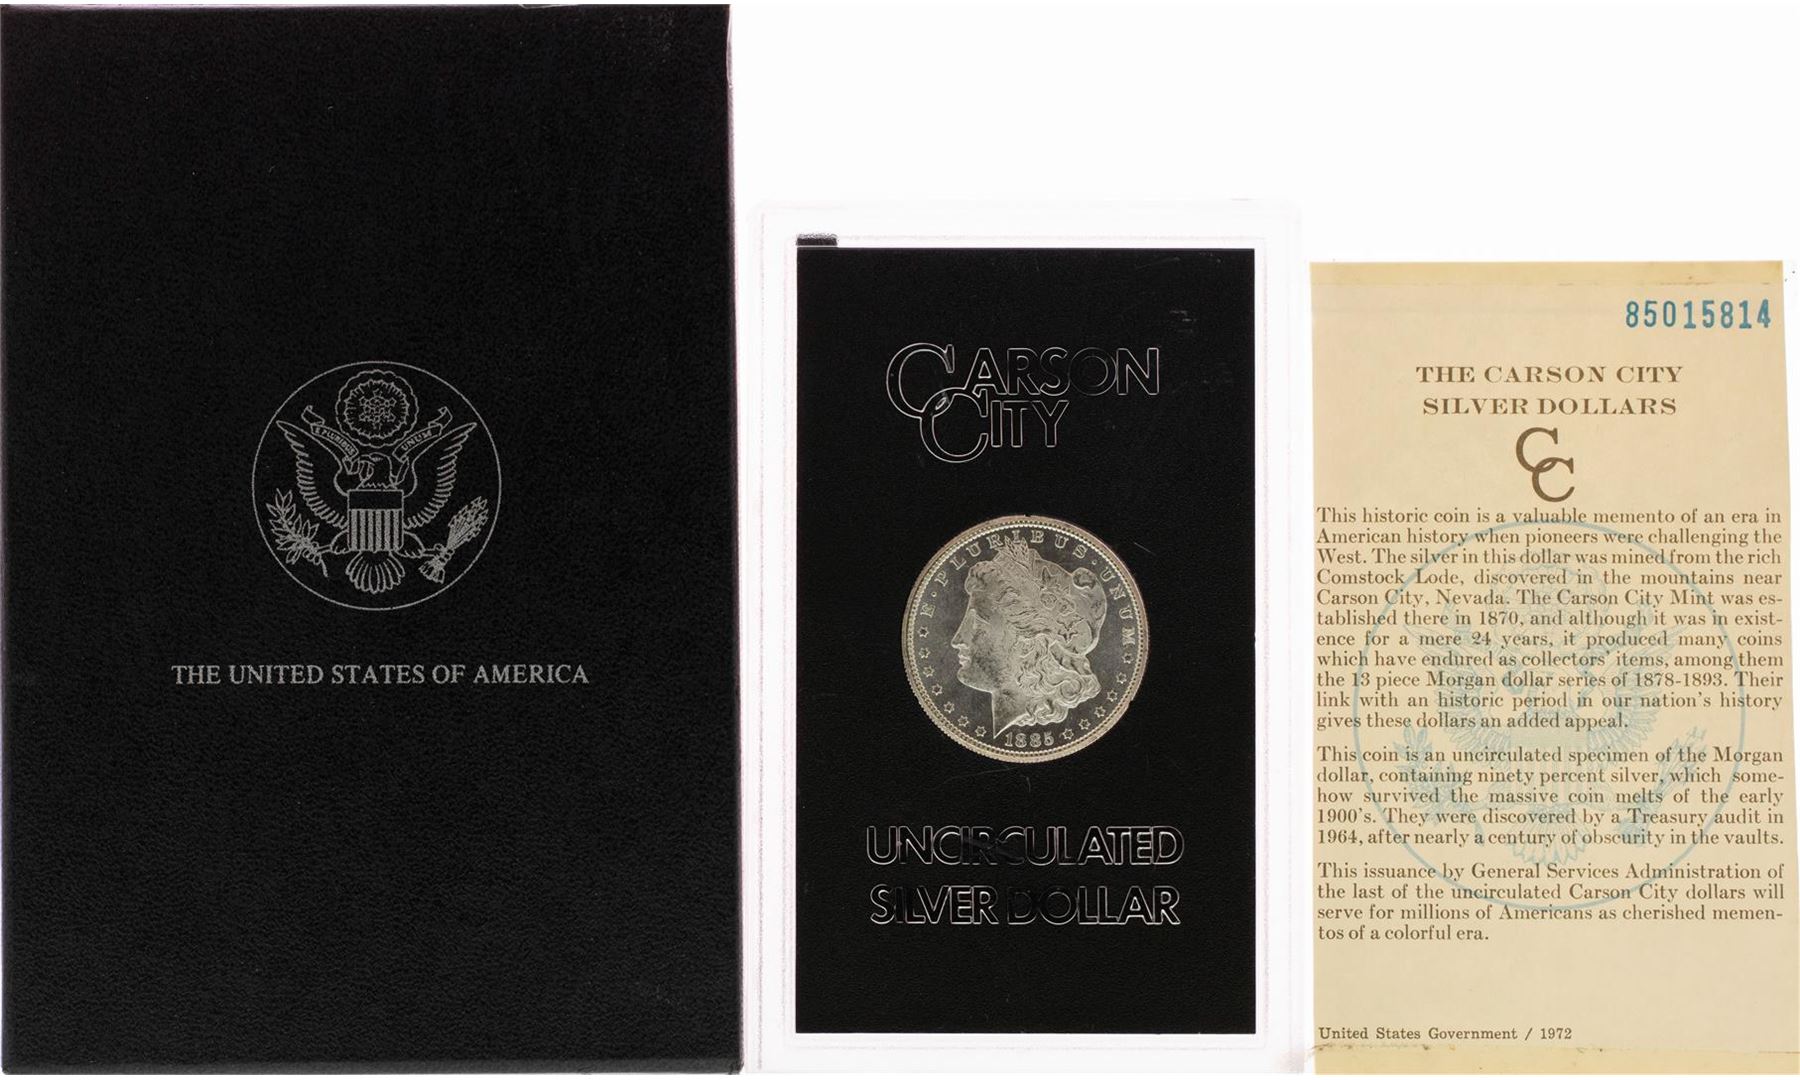 E PLURIBUS UNUM
THE UNITED STATES OF AMERICA
CARSON
CITY
E·PLURIBUS·UNUM
1885
UNCIRCULATED
SILVER DOLLAR
85015814
THE CARSON CITY
SILVER DOLLARS
CC
This historic coin is a valuable memento of an era in
American history when pioneers were challenging the
West. The silver in this dollar was mined from the rich
Comstock Lode, discovered in the mountains near
Carson City, Nevada. The Carson City Mint was es-
tablished there in 1870, and although it was in exist-
ence for a mere 24 years, it produced many coins
which have endured as collectors' items, among them
the 13 piece Morgan dollar series of 1878-1893. Their
link with an historic period in our nation's history
gives these dollars an added appeal.
This coin is an uncirculated specimen of the Morgan
dollar, containing ninety percent silver, which some-
how survived the massive coin melts of the early
1900's. They were discovered by a Treasury audit in
1964, after nearly a century of obscurity in the vaults.
This issuance by General Services Administration of
the last of the uncirculated Carson City dollars will
serve for millions of Americans as cherished memen-
tos of a colorful era.
United States Government / 1972